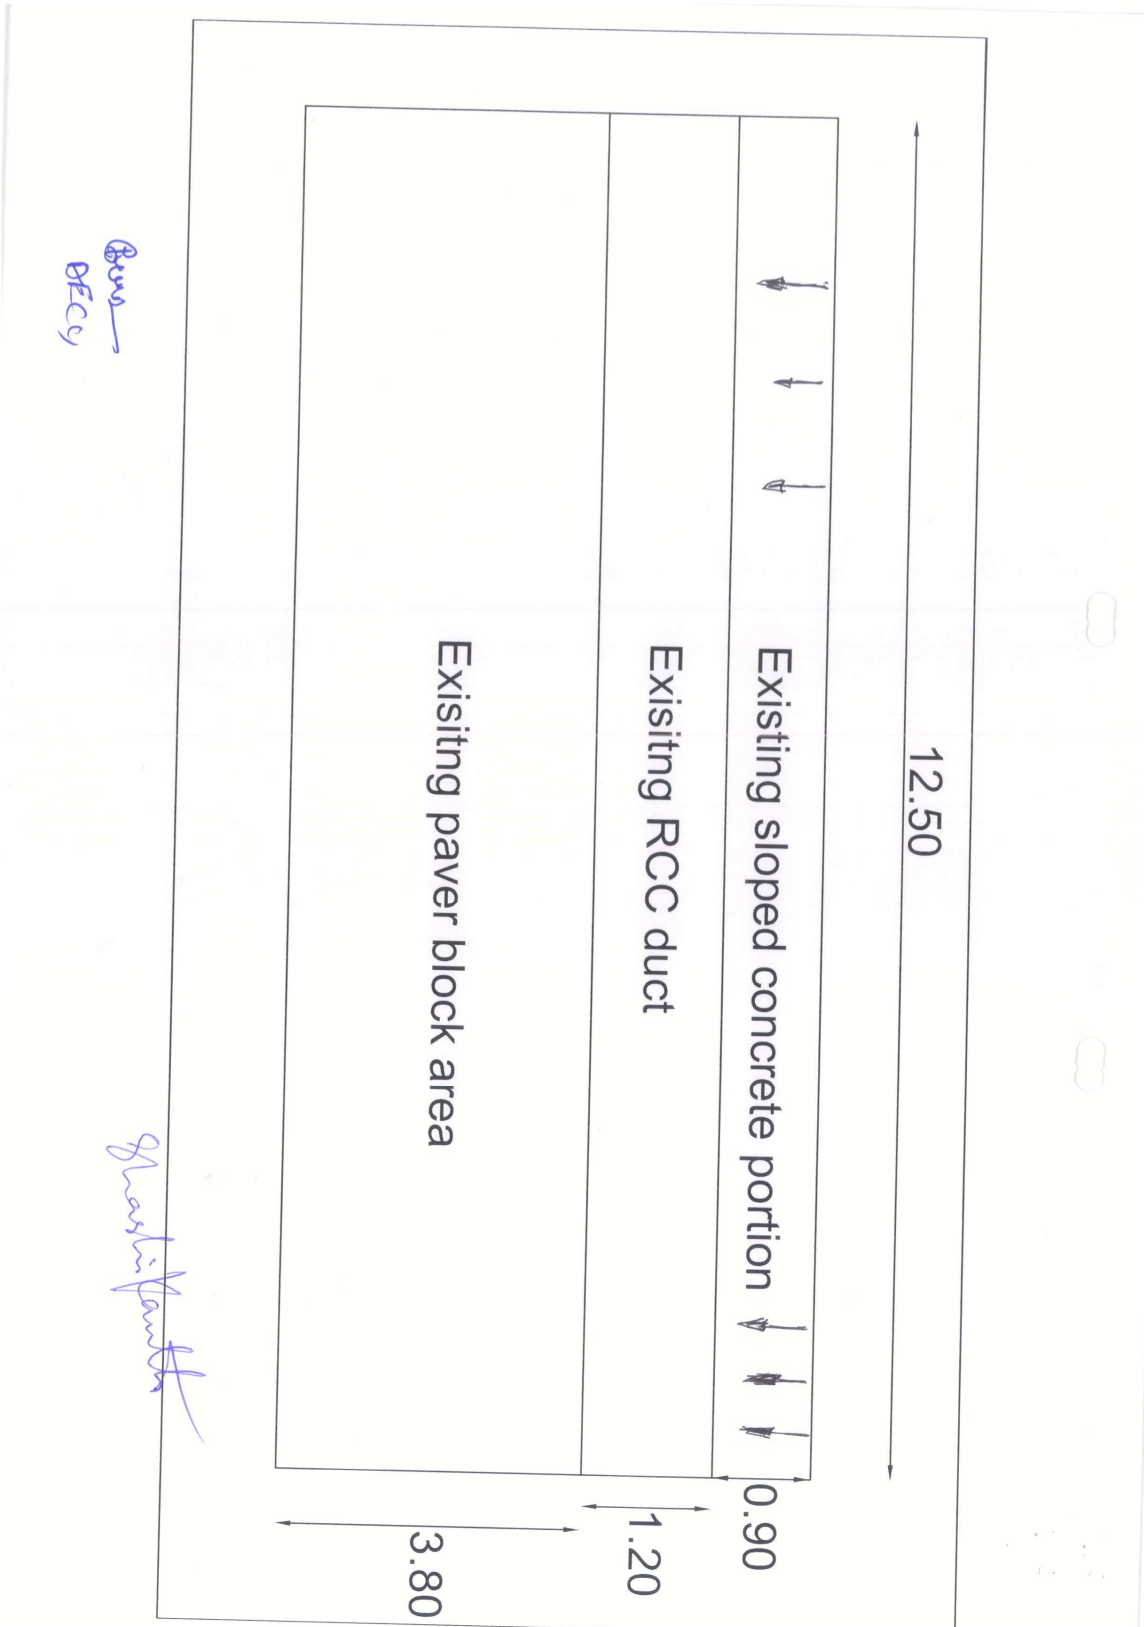 12.50
Existing sloped concrete portion
0.90
Exisitng RCC duct
1.20
Exisitng paver block area
3.80